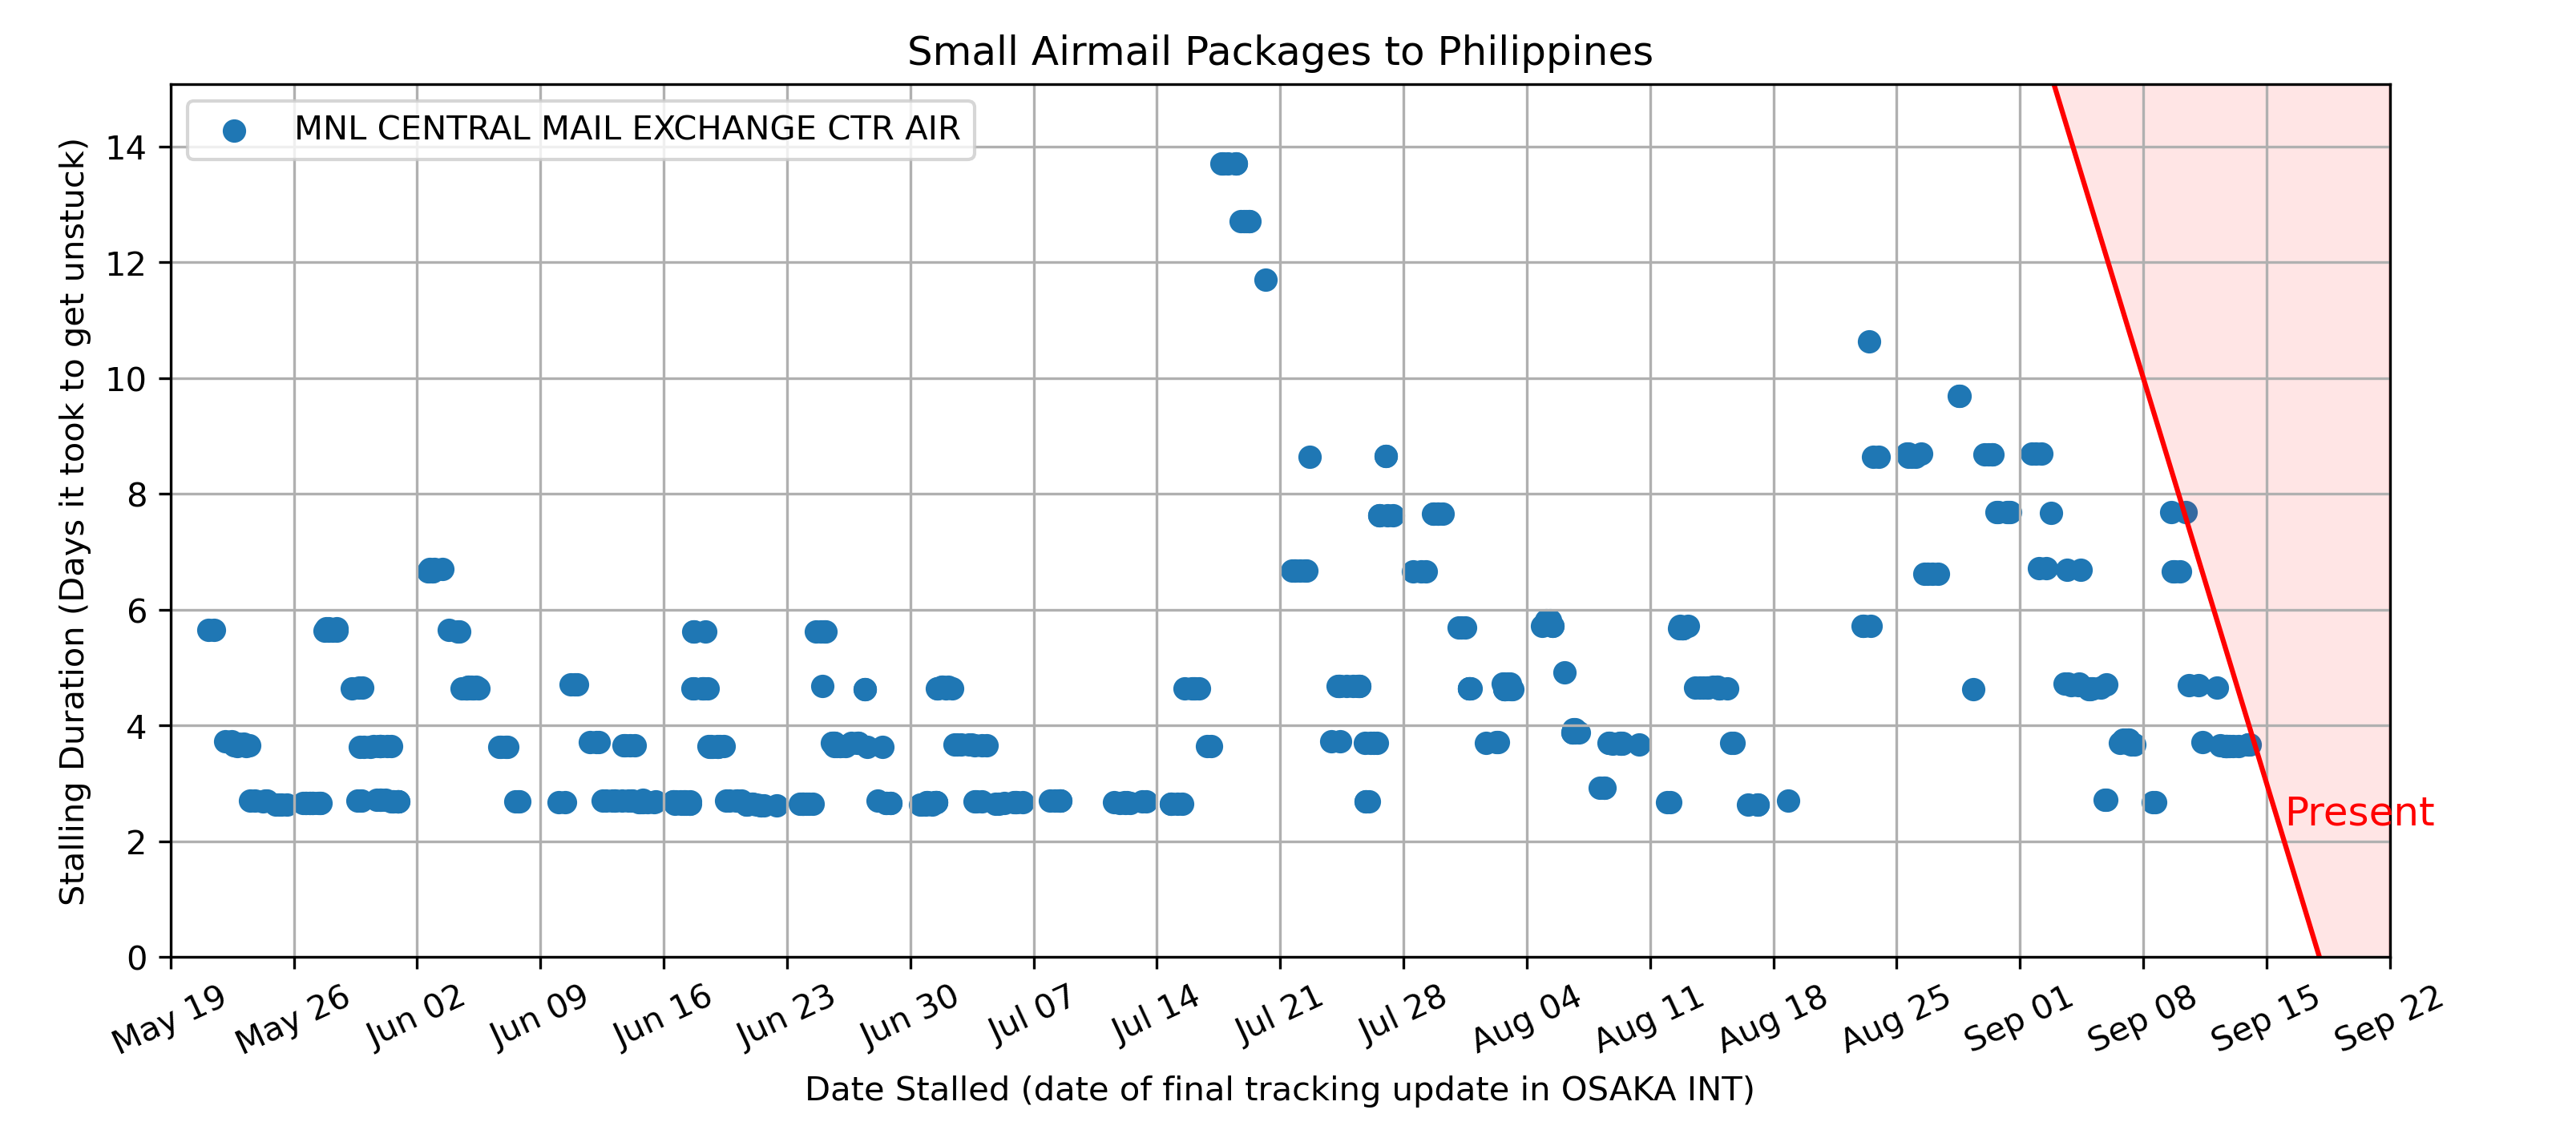 Small Airmail Packages to Philippines
MNL CENTRAL MAIL EXCHANGE CTR AIR
Stalling Duration (Days it took to get unstuck)
14
12
10
8
6
4
2
0
Present
May 19
May 26
Jun 02
Jun 09
Jun 16
Jun 23
Jun 30
Jul 07
Jul 14
Jul 21
Jul 28
Aug 04
Aug 11
Aug 18
Aug 25
Sep 01
Sep 08
Sep 15
Sep 22
Date Stalled (date of final tracking update in OSAKA INT)